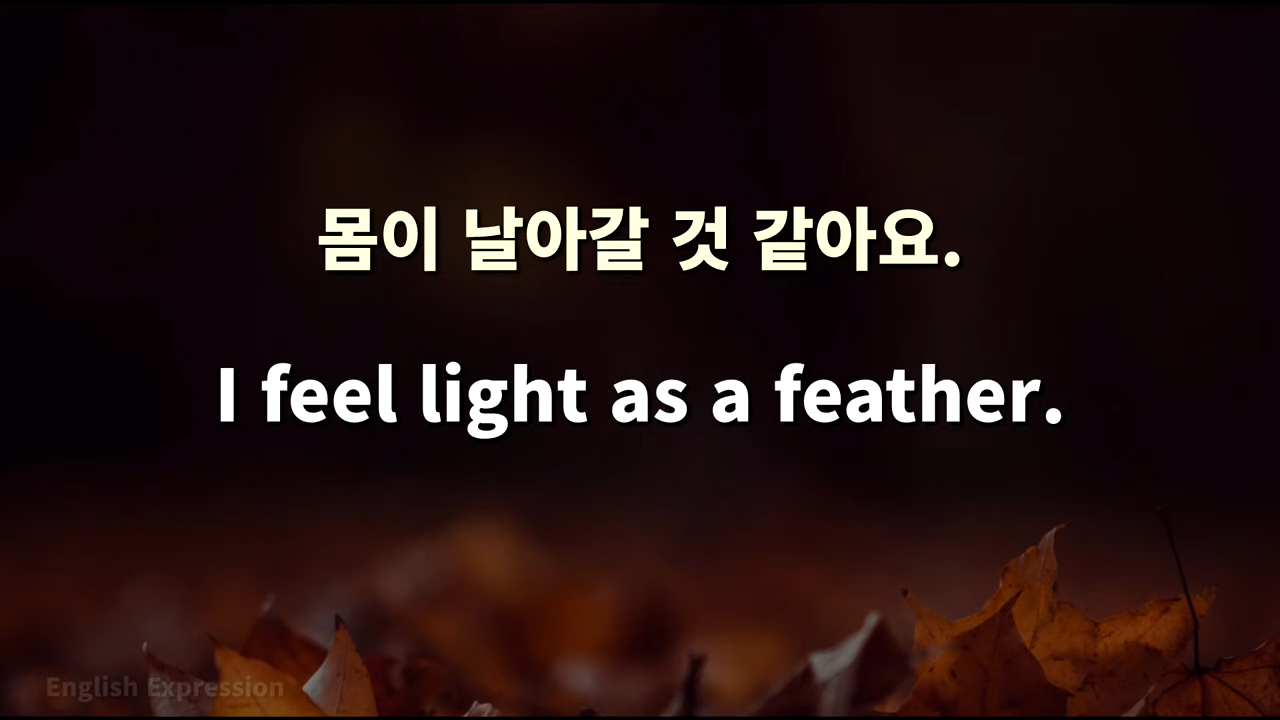 몸이 날아갈 것 같아요.
I feel light as a feather.
English Expression